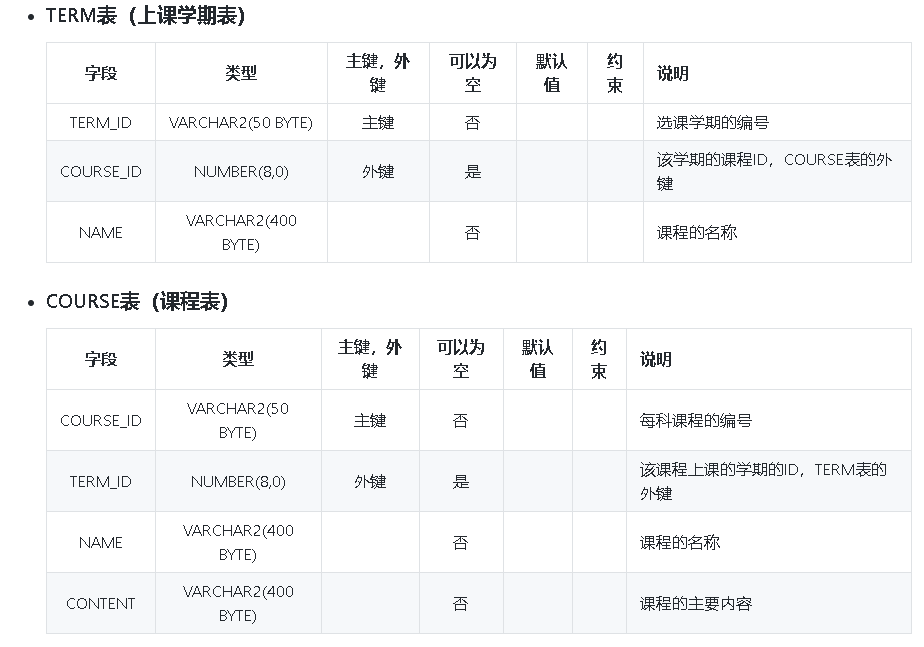 TERM表（上课学期表）
字段 类型 主键，外键 可以为空 默认值 约束 说明
TERM_ID VARCHAR2(50 BYTE) 主键 否 选课学期的编号
COURSE_ID NUMBER(8,0) 外键 是 该学期的课程ID，COURSE表的外键
NAME VARCHAR2(400 BYTE) 否 课程的名称
COURSE表（课程表）
字段 类型 主键，外键 可以为空 默认值 约束 说明
COURSE_ID VARCHAR2(50 BYTE) 主键 否 每科课程的编号
TERM_ID NUMBER(8,0) 外键 是 该课程上课的学期的ID，TERM表的外键
NAME VARCHAR2(400 BYTE) 否 课程的名称
CONTENT VARCHAR2(400 BYTE) 否 课程的主要内容